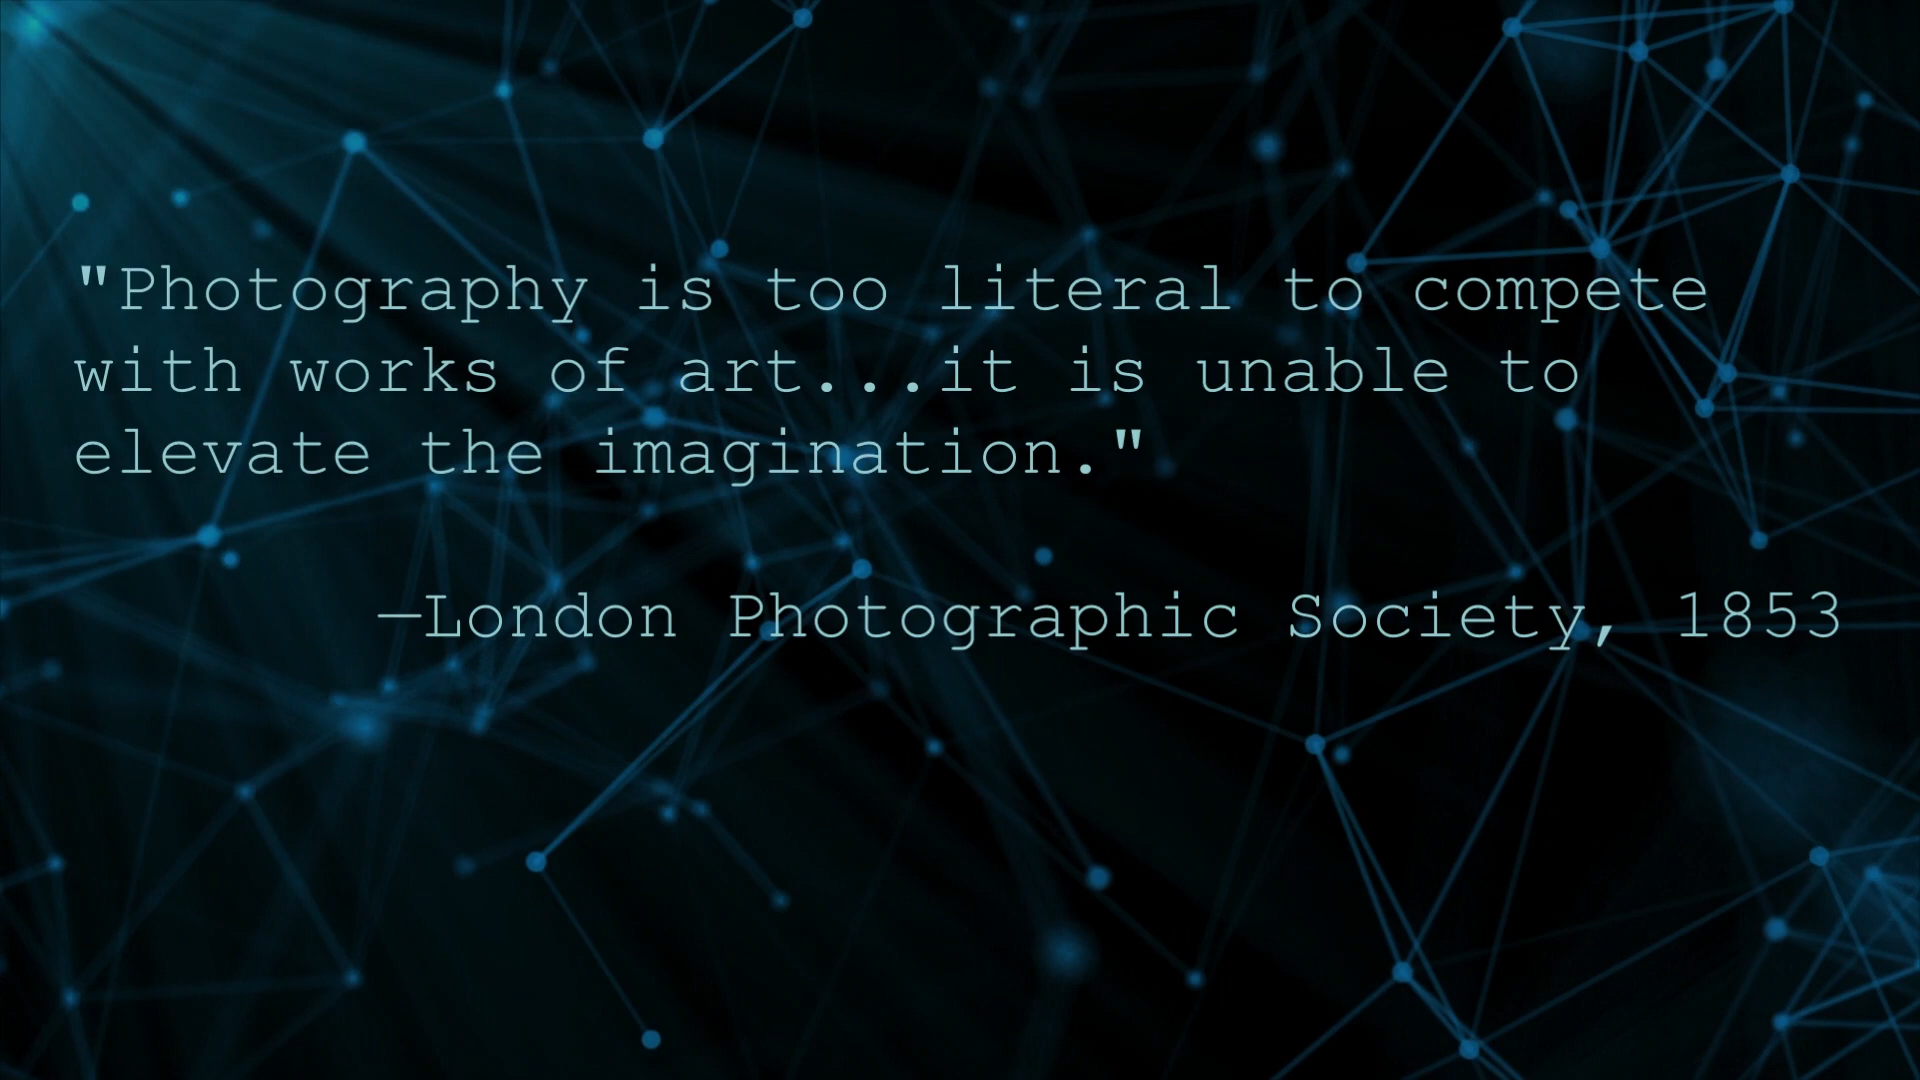 "Photography is too literal to compete
with works of art...it is unable to
elevate the imagination."
—London Photographic Society, 1853